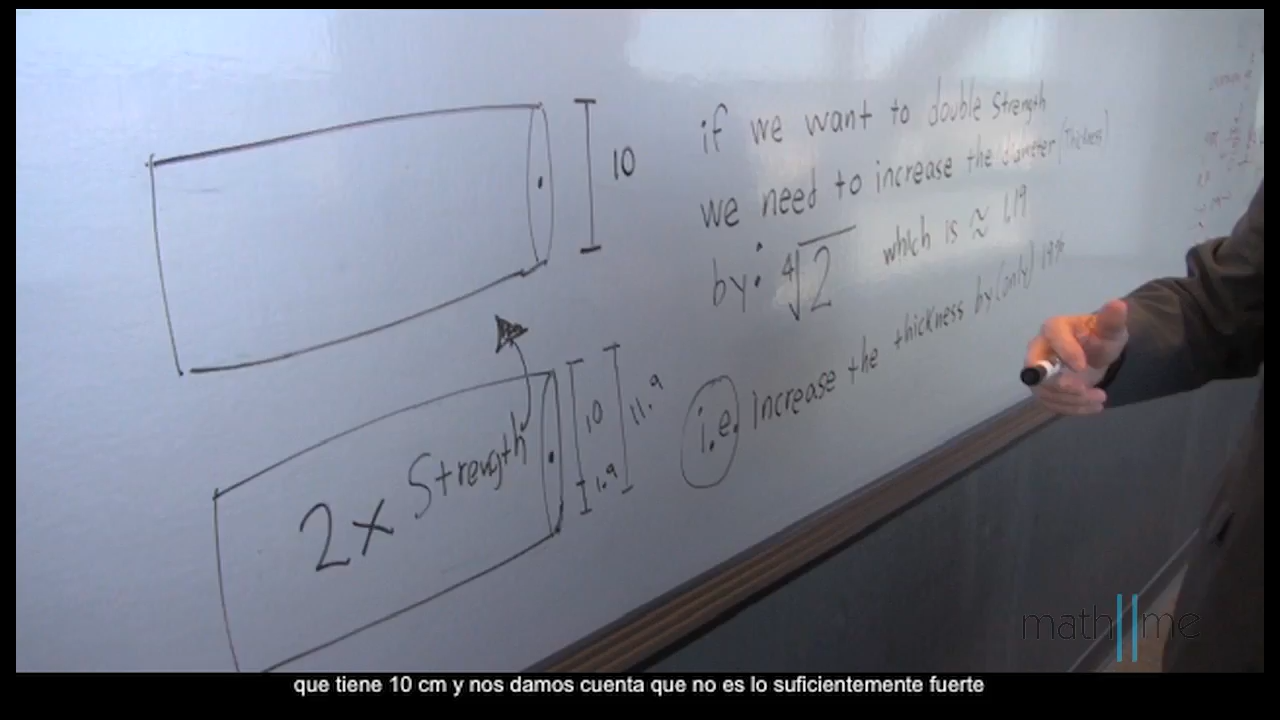 10
if we want to double strength
we need to increase the diameter (Thickness)
by: ∜2 which is ≈ 1,19
i.e. increase the thickness by (only) 19%
2x Strength
10
1.9
11.9
math me
que tiene 10 cm y nos damos cuenta que no es lo suficientemente fuerte